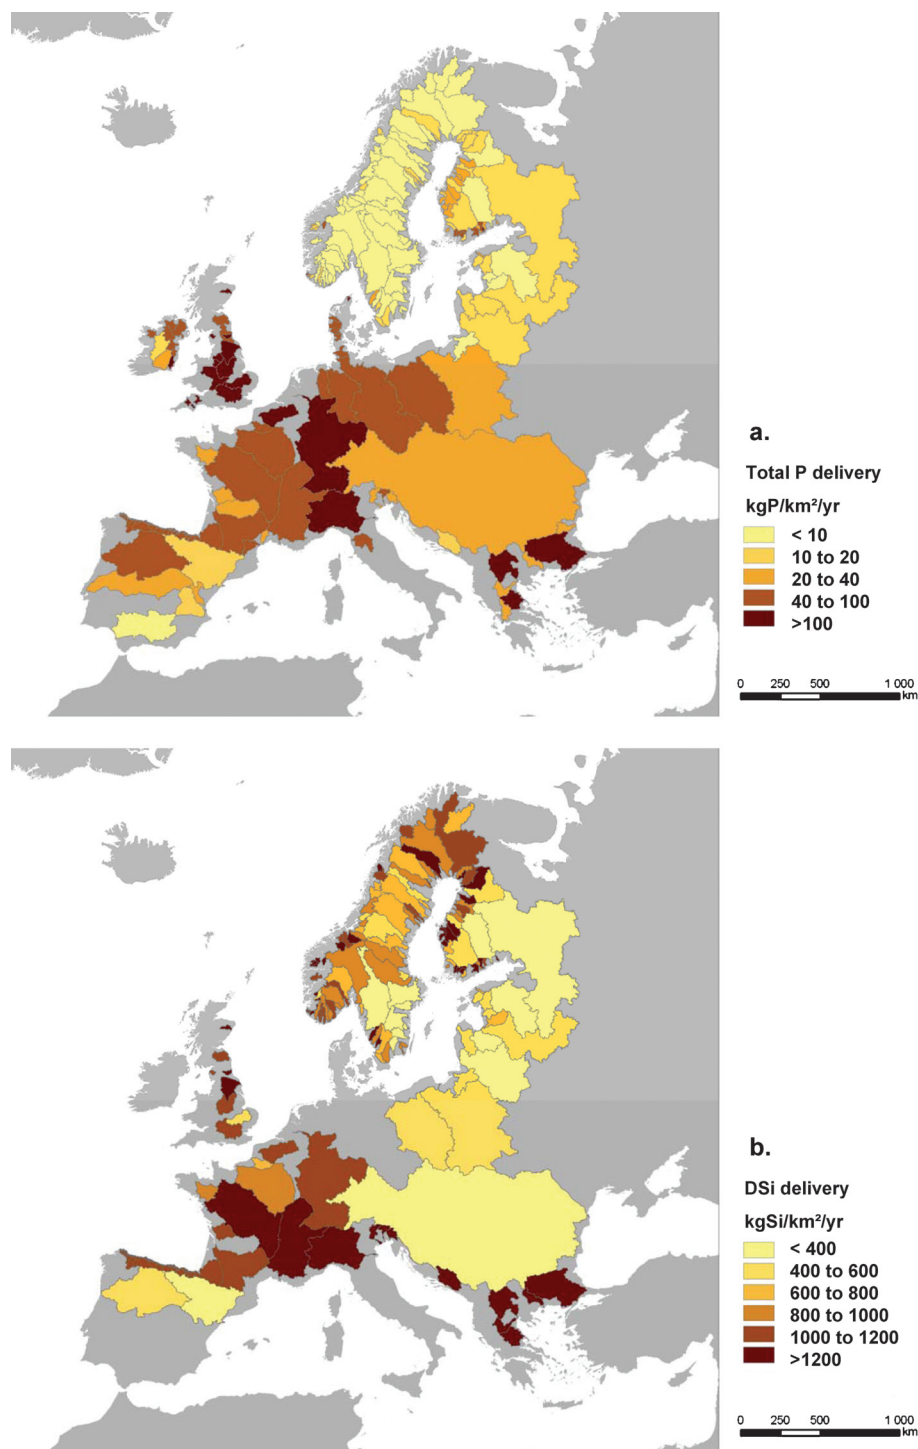 a.
Total P delivery
kgP/km²/yr
< 10
10 to 20
20 to 40
40 to 100
>100
0 250 500 1 000
km
b.
DSi delivery
kgSi/km²/yr
< 400
400 to 600
600 to 800
800 to 1000
1000 to 1200
>1200
0 250 500 1 000
km